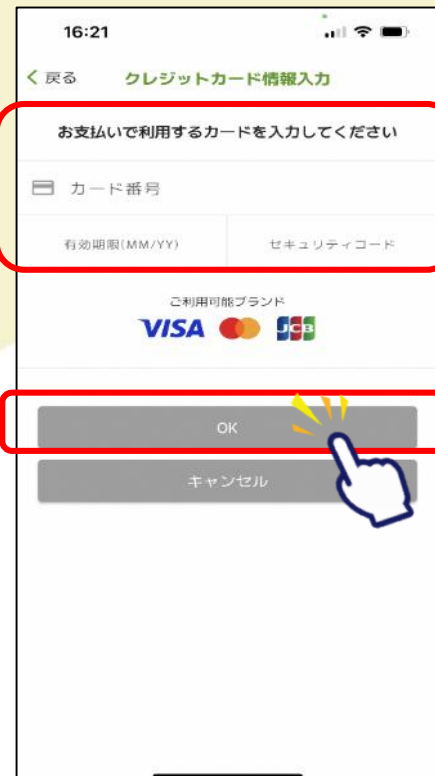 16:21
戻る クレジットカード情報入力
お支払いで利用するカードを入力してください
カード番号
有効期限(MM/YY) セキュリティコード
ご利用可能ブランド
VISA JCB
OK
キャンセル